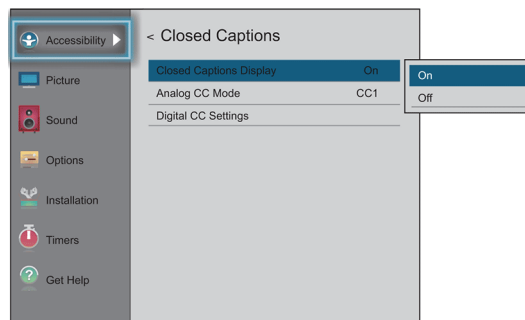 Accessibility
Picture
Sound
Options
Installation
Timers
? Get Help
< Closed Captions
Closed Captions Display On
Analog CC Mode CC1
Digital CC Settings
On
Off